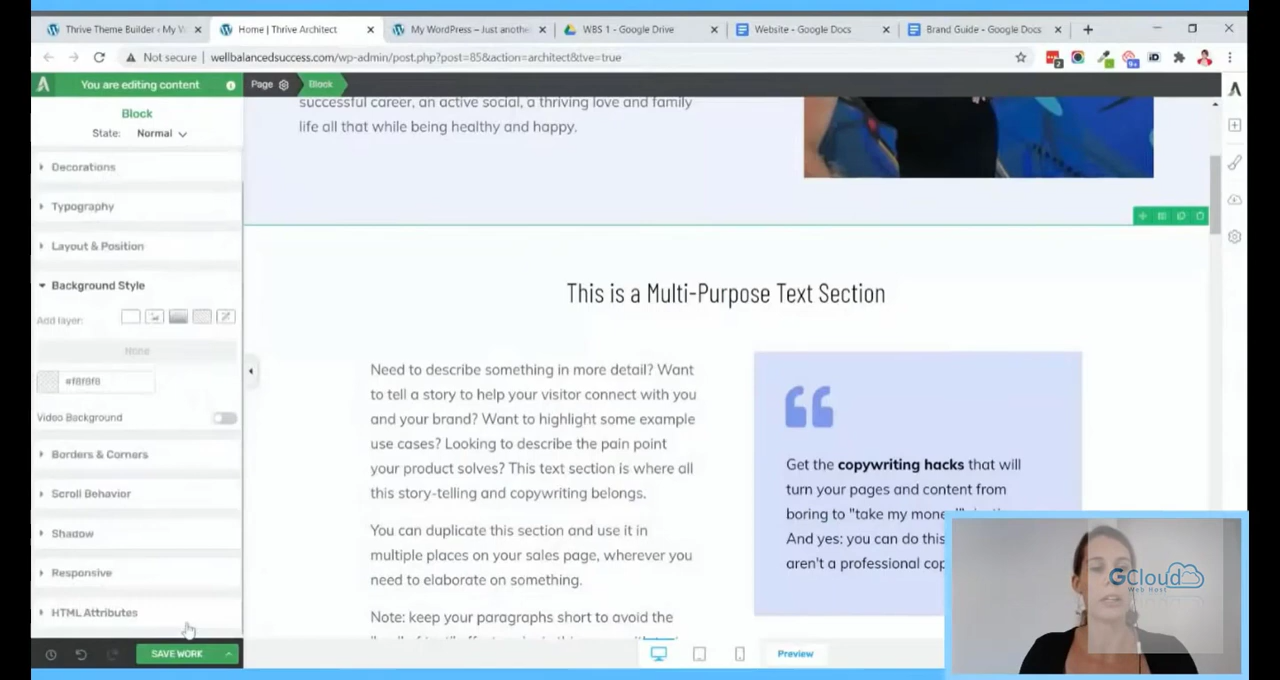 Thrive Theme Builder ‹ My W
Home | Thrive Architect
My WordPress – Just anothe
WBS 1 - Google Drive
Website - Google Docs
Brand Guide - Google Docs
Not secure | wellbalancedsuccess.com/wp-admin/post.php?post=85&action=architect&tve=true
You are editing content
Page
Block
Block
State: Normal
Decorations
Typography
Layout & Position
Background Style
Add layer:
None
#f8f8f8
Video Background
Borders & Corners
Scroll Behavior
Shadow
Responsive
HTML Attributes
SAVE WORK
successful career, an active social, a thriving love and family
life all that while being healthy and happy.
This is a Multi-Purpose Text Section
Need to describe something in more detail? Want
to tell a story to help your visitor connect with you
and your brand? Want to highlight some example
use cases? Looking to describe the pain point
your product solves? This text section is where all
this story-telling and copywriting belongs.
You can duplicate this section and use it in
multiple places on your sales page, wherever you
need to elaborate on something.
Note: keep your paragraphs short to avoid the
Get the copywriting hacks that will
turn your pages and content from
boring to "take my mone
And yes: you can do this
aren't a professional cop
Preview
GCloud
Web Host